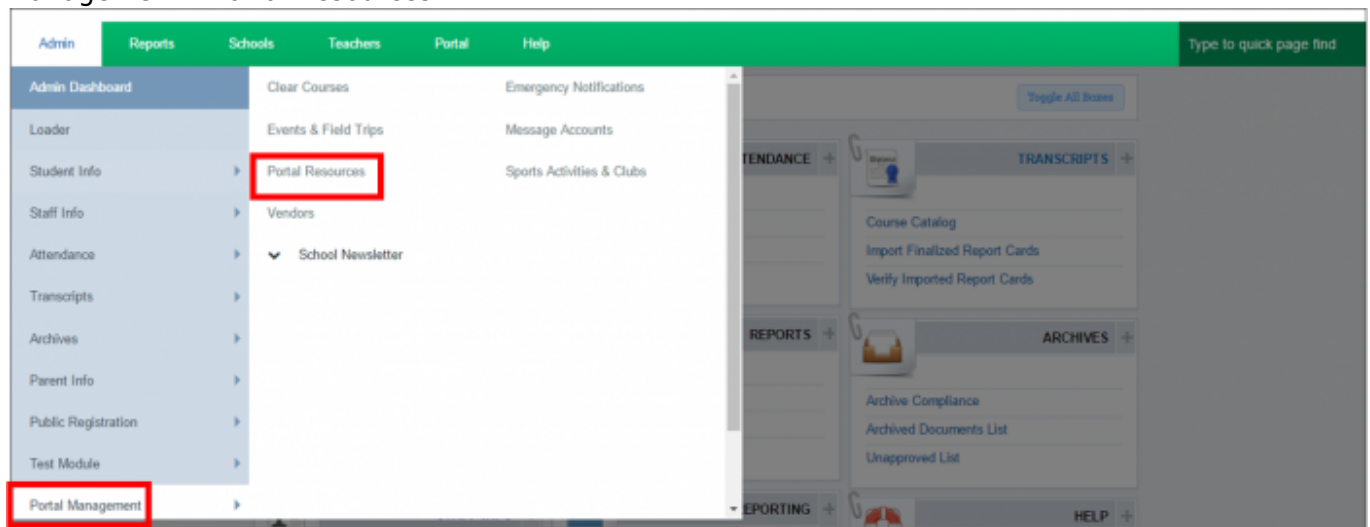 Admin Reports Schools Teachers Portal Help Type to quick page find
Admin Dashboard
Loader
Student Info
Staff Info
Attendance
Transcripts
Archives
Parent Info
Public Registration
Test Module
Portal Management
Clear Courses
Events & Field Trips
Portal Resources
Vendors
School Newsletter
Emergency Notifications
Message Accounts
Sports Activities & Clubs
Toggle All Boxes
TENDANCE
TRANSCRIPTS
Course Catalog
Import Finalized Report Cards
Verify Imported Report Cards
REPORTS
ARCHIVES
Archive Compliance
Archived Documents List
Unapproved List
EPORTING
HELP